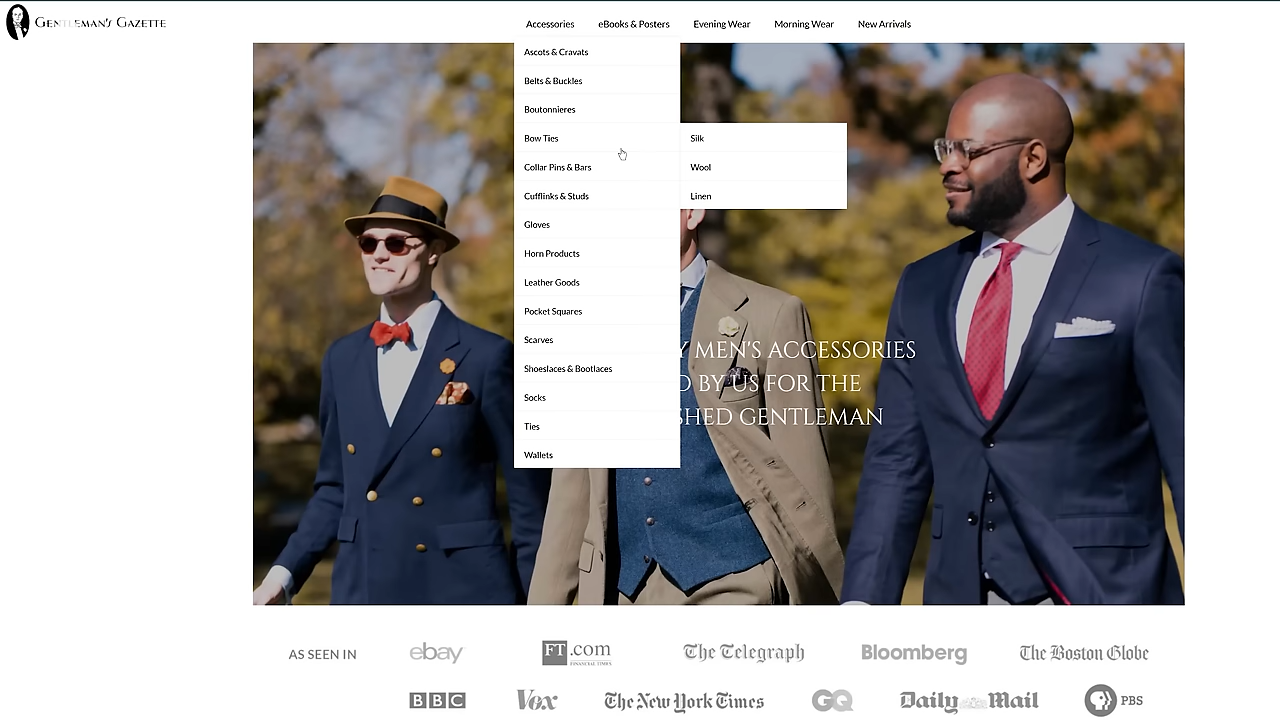 GENTLEMAN'S GAZETTE
Accessories
eBooks & Posters
Evening Wear
Morning Wear
New Arrivals
Ascots & Cravats
Belts & Buckles
Boutonnieres
Bow Ties
Silk
Collar Pins & Bars
Wool
Cufflinks & Studs
Linen
Gloves
Horn Products
Leather Goods
Pocket Squares
Scarves
Shoeslaces & Bootlaces
Socks
Ties
Wallets
MEN'S ACCESSORIES
BY US FOR THE
GENTLEMAN
AS SEEN IN
ebay
FT.com
FINANCIAL TIMES
The Telegraph
Bloomberg
The Boston Globe
BBC
Vox
The New York Times
GQ
Daily Mail
PBS